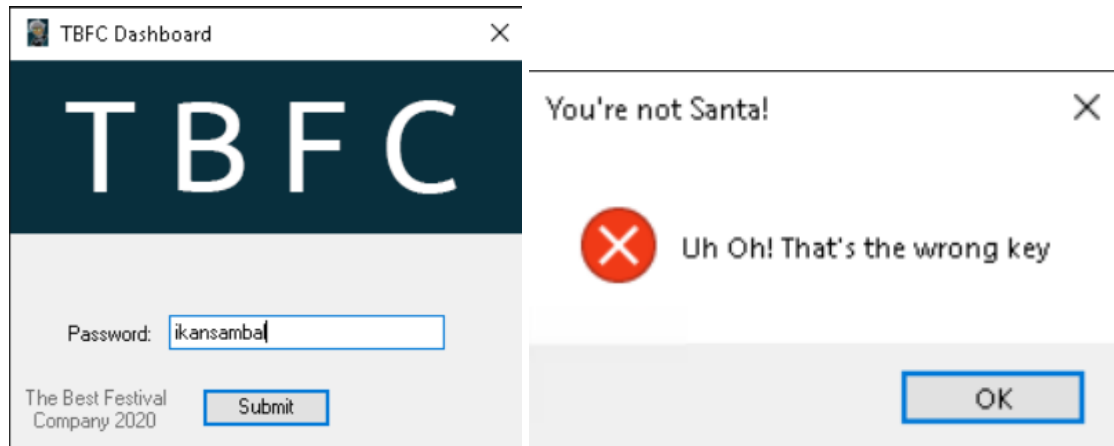 TBFC Dashboard
T B F C
Password: ikansambal
The Best Festival
Company 2020
Submit
You're not Santa!
Uh Oh! That's the wrong key
OK